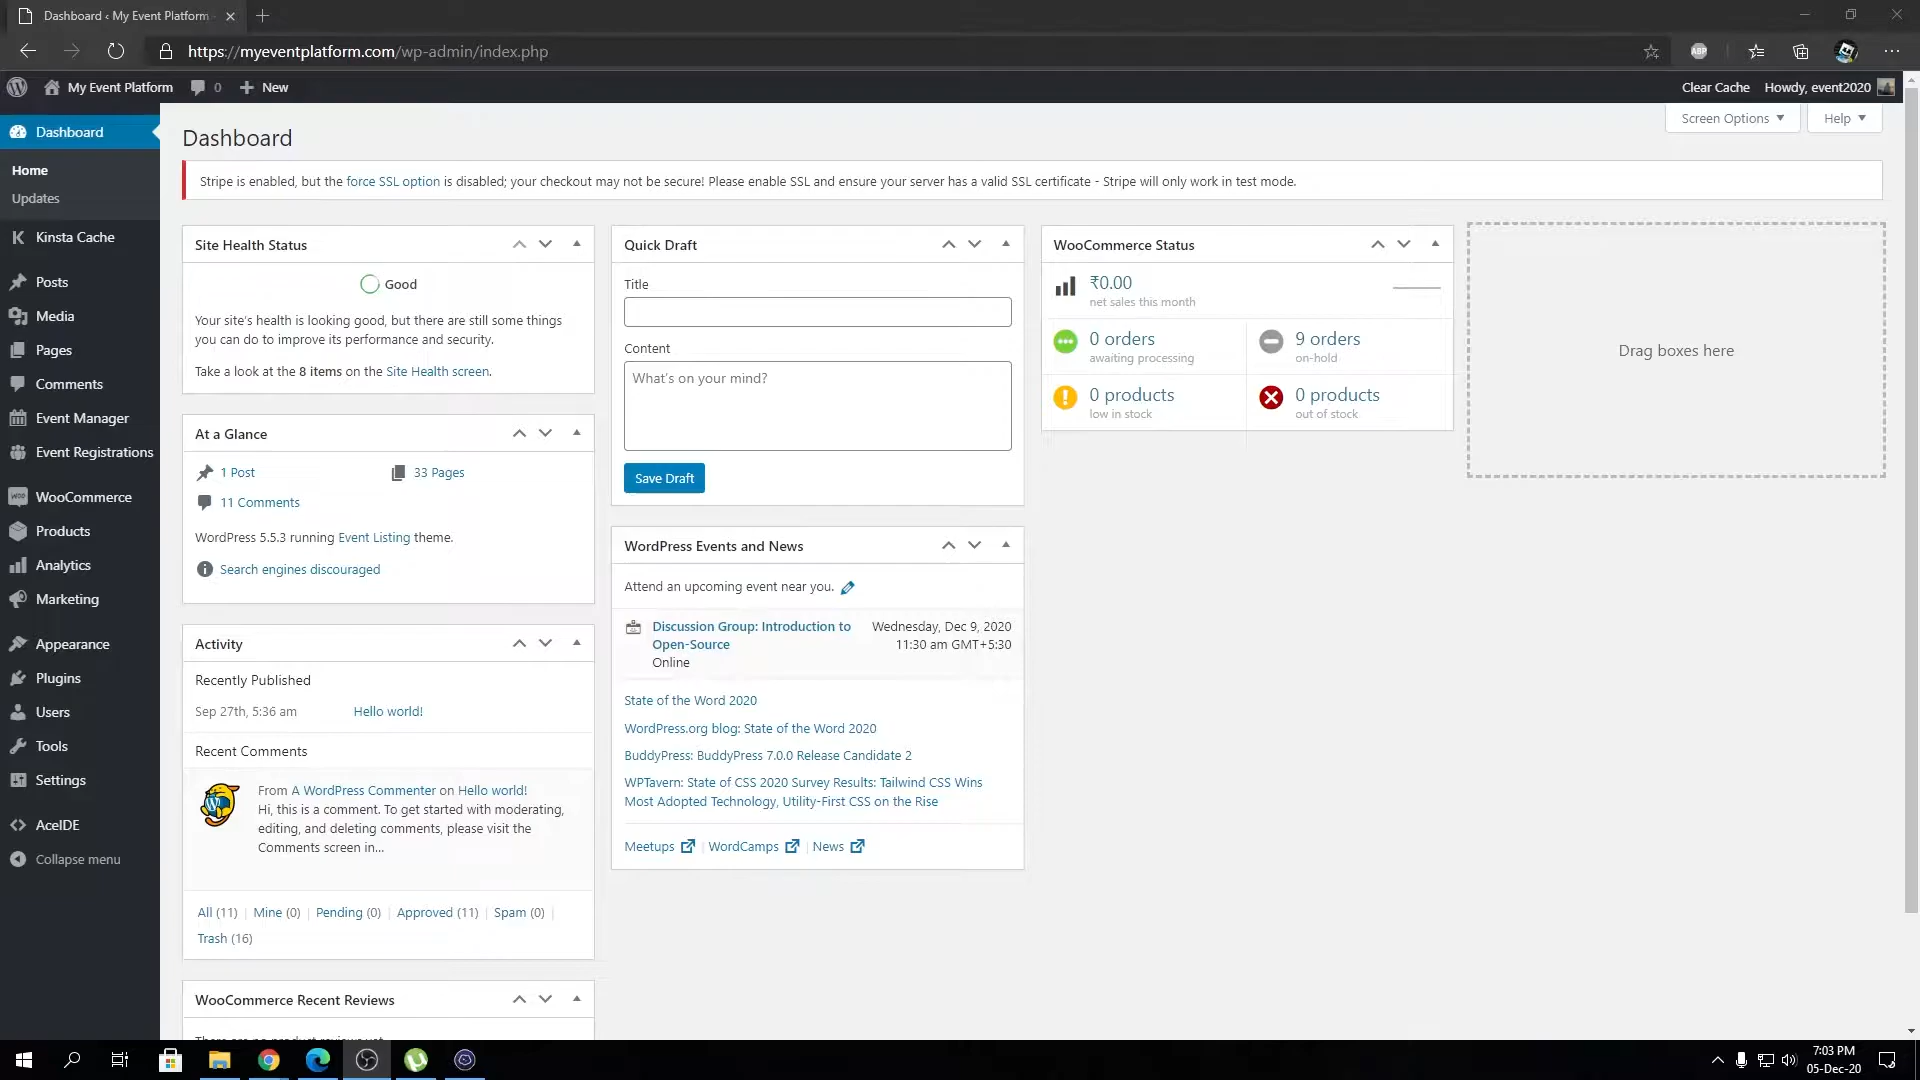 Dashboard ‹ My Event Platform
https://myeventplatform.com/wp-admin/index.php
ABP
My Event Platform
0
New
Clear Cache
Howdy, event2020
Dashboard
Home
Updates
Kinsta Cache
Posts
Media
Pages
Comments
Event Manager
Event Registrations
WooCommerce
Products
Analytics
Marketing
Appearance
Plugins
Users
Tools
Settings
AceIDE
Collapse menu
Screen Options
Help
Dashboard
Stripe is enabled, but the force SSL option is disabled; your checkout may not be secure! Please enable SSL and ensure your server has a valid SSL certificate - Stripe will only work in test mode.
Site Health Status
Good
Your site's health is looking good, but there are still some things
you can do to improve its performance and security.
Take a look at the 8 items on the Site Health screen.
At a Glance
1 Post
33 Pages
11 Comments
WordPress 5.5.3 running Event Listing theme.
Search engines discouraged
Activity
Recently Published
Sep 27th, 5:36 am
Hello world!
Recent Comments
From A WordPress Commenter on Hello world!
Hi, this is a comment. To get started with moderating,
editing, and deleting comments, please visit the
Comments screen in...
All (11) | Mine (0) | Pending (0) | Approved (11) | Spam (0) |
Trash (16)
WooCommerce Recent Reviews
Quick Draft
Title
Content
What's on your mind?
Save Draft
WordPress Events and News
Attend an upcoming event near you.
Discussion Group: Introduction to
Open-Source
Online
Wednesday, Dec 9, 2020
11:30 am GMT+5:30
State of the Word 2020
WordPress.org blog: State of the Word 2020
BuddyPress: BuddyPress 7.0.0 Release Candidate 2
WPTavern: State of CSS 2020 Survey Results: Tailwind CSS Wins
Most Adopted Technology, Utility-First CSS on the Rise
Meetups | WordCamps | News
WooCommerce Status
₹0.00
net sales this month
0 orders
awaiting processing
9 orders
on-hold
0 products
low in stock
0 products
out of stock
Drag boxes here
7:03 PM
05-Dec-20